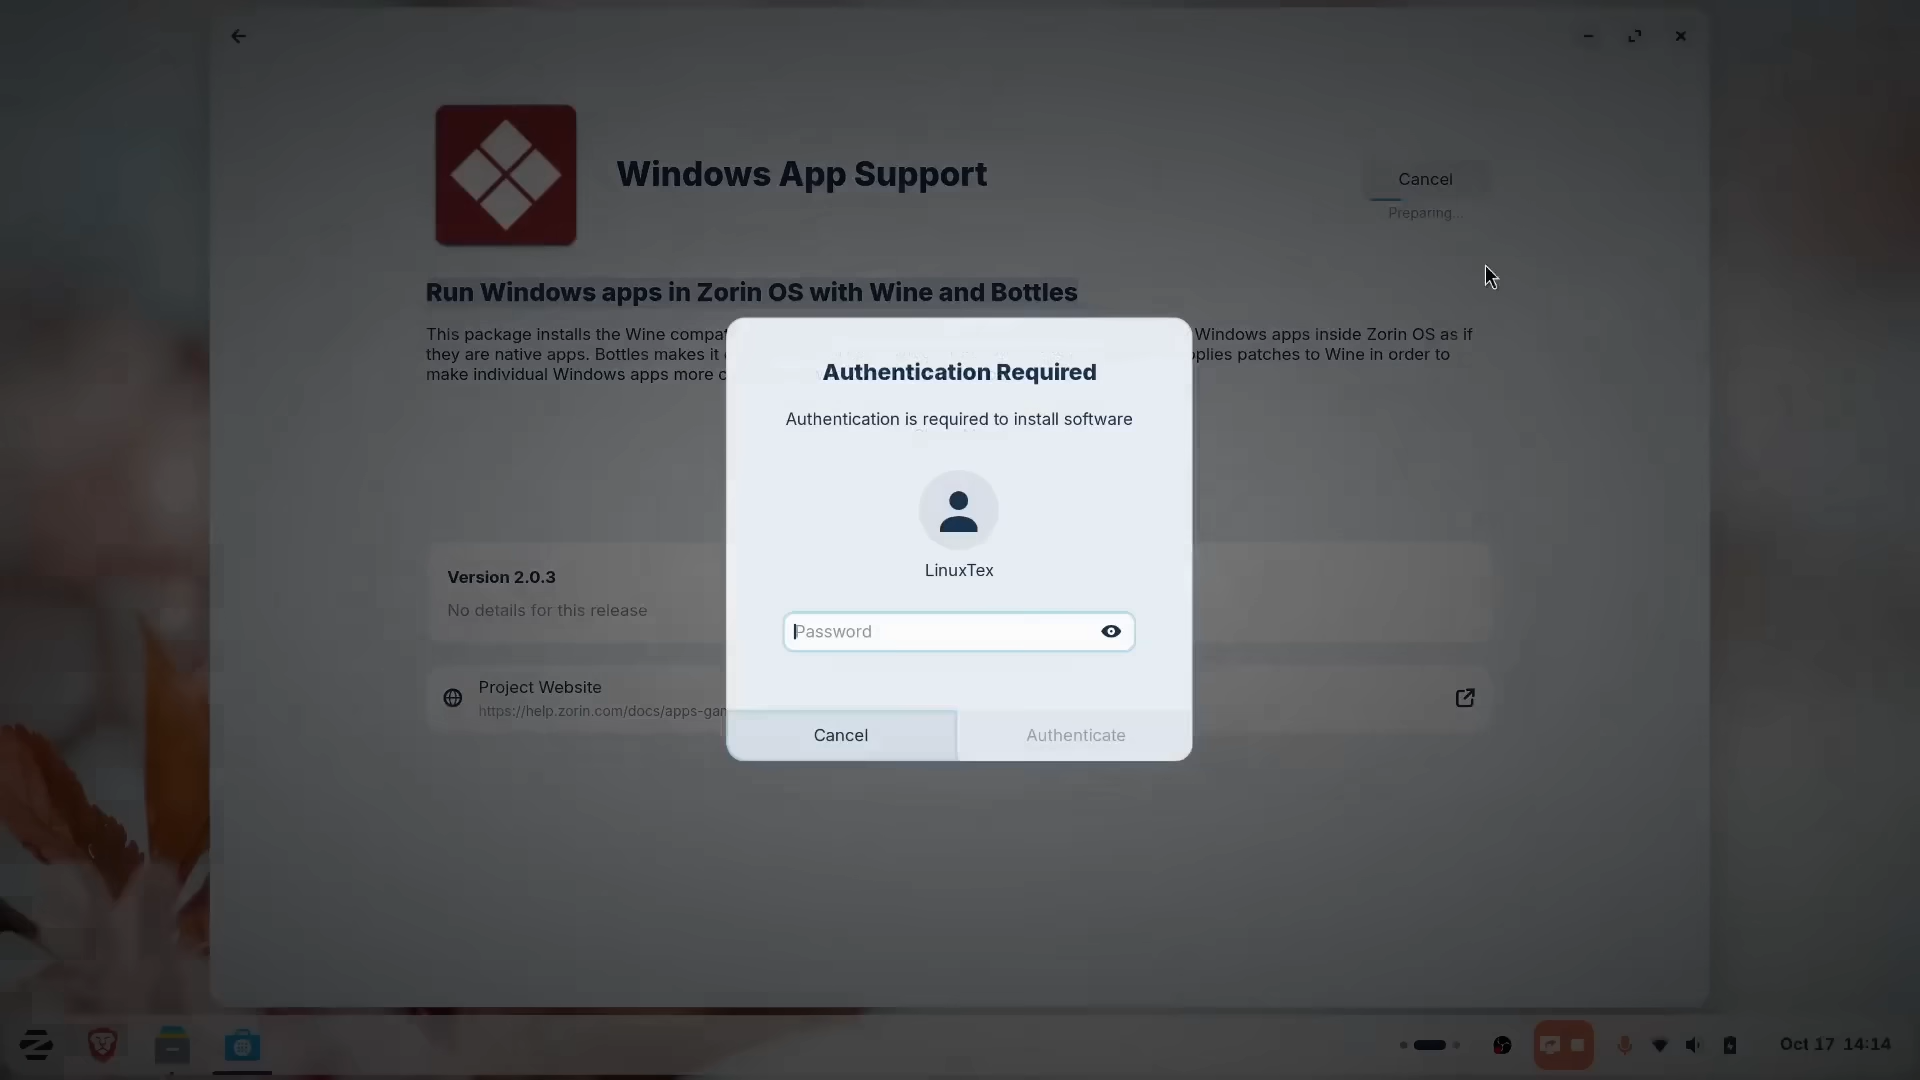 Windows App Support
Cancel
Preparing...
Run Windows apps in Zorin OS with Wine and Bottles
This package installs the Wine compat
Windows apps inside Zorin OS as if
they are native apps. Bottles makes it
plies patches to Wine in order to
make individual Windows apps more c
Authentication Required
Authentication is required to install software
LinuxTex
Password
Cancel
Authenticate
Version 2.0.3
No details for this release
Project Website
https://help.zorin.com/docs/apps-gam
Oct 17 14:14